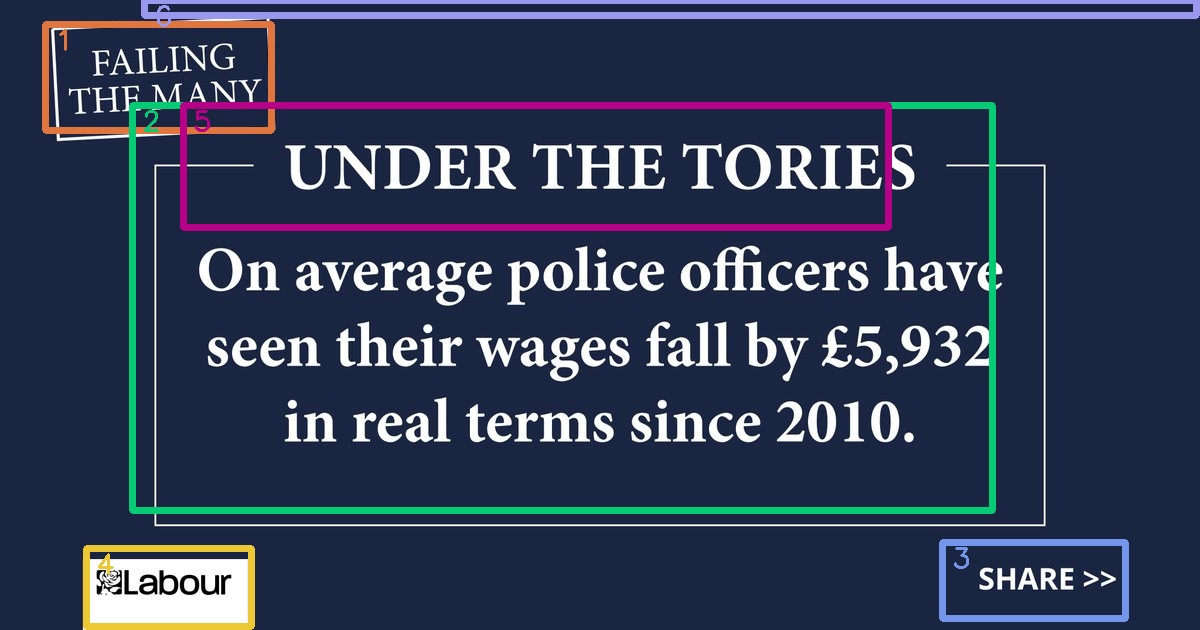 FAILING
THE MANY
UNDER THE TORIES
On average police officers have
seen their wages fall by £5,932
in real terms since 2010.
Labour
SHARE >>